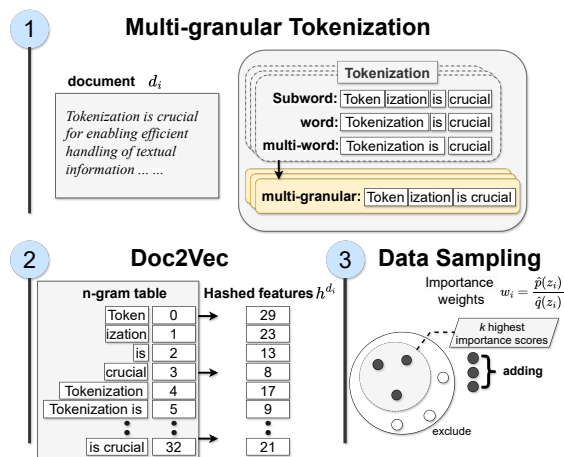 1
Multi-granular Tokenization
document d_i
Tokenization is crucial
for enabling efficient
handling of textual
information ... ...
Tokenization
Subword: Token ization is crucial
word: Tokenization is crucial
multi-word: Tokenization is crucial
multi-granular: Token ization is crucial
2
Doc2Vec
n-gram table
Hashed features h^{d_i}
Token 0 29
ization 1 23
is 2 13
crucial 3 8
Tokenization 4 17
Tokenization is 5 9
is crucial 32 21
3
Data Sampling
Importance
weights w_i = p̂(z_i) / q̂(z_i)
k highest
importance scores
adding
exclude